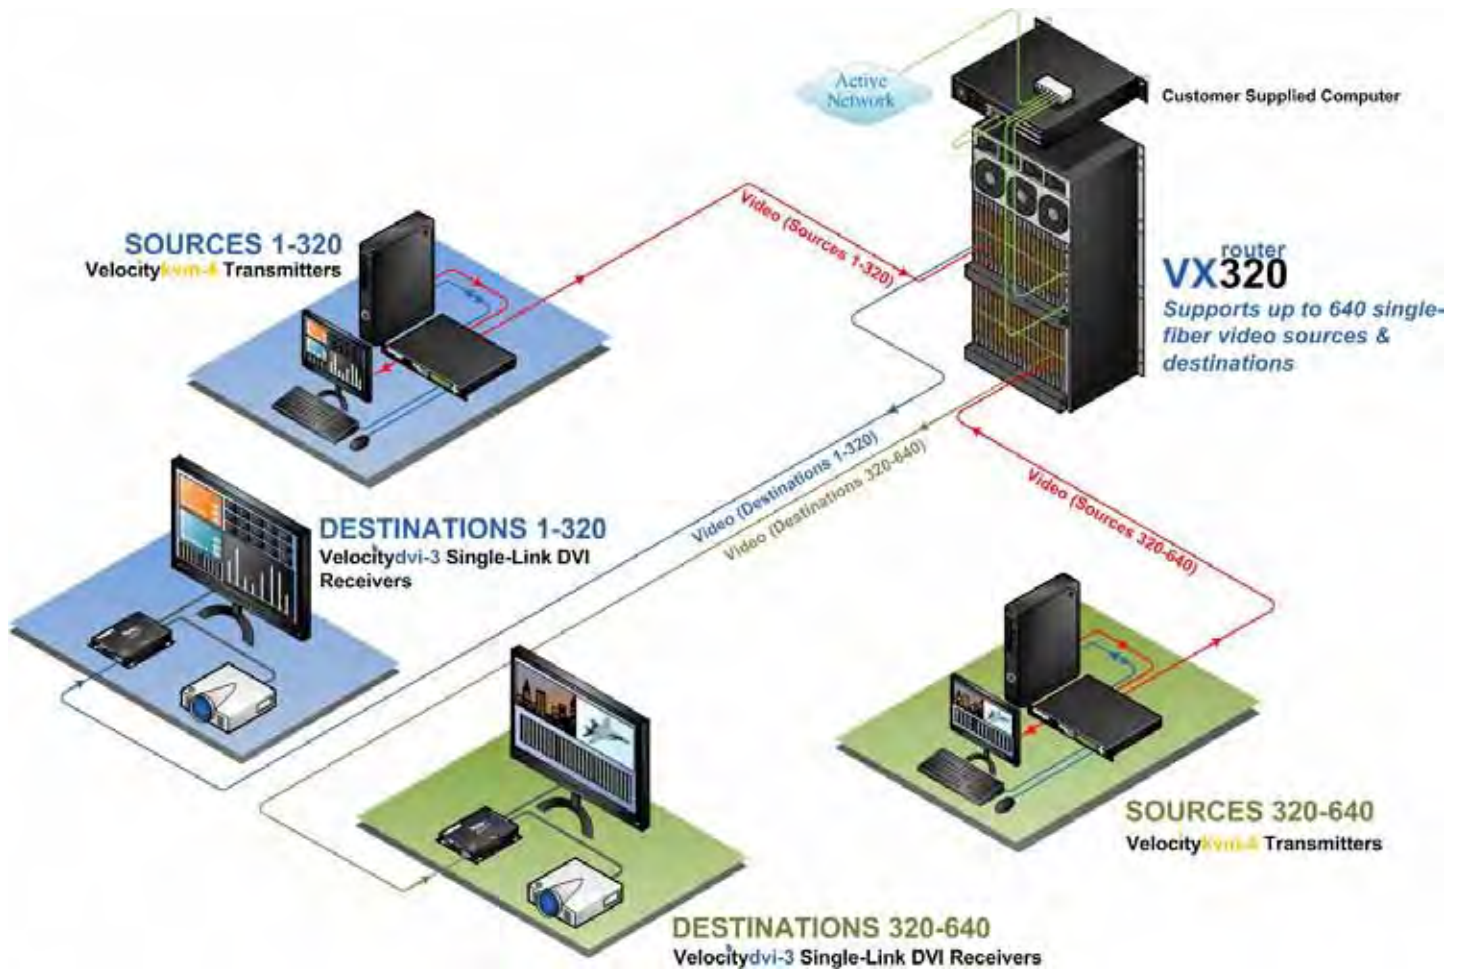 Active
Network
Customer Supplied Computer
Video (Sources 1-320)
SOURCES 1-320
Velocitykvm-4 Transmitters
router
VX320
Supports up to 640 single-
fiber video sources &
destinations
Video (Destinations 1-320)
Video (Destinations 320-640)
Video (Sources 320-640)
DESTINATIONS 1-320
Velocitydvi-3 Single-Link DVI
Receivers
SOURCES 320-640
Velocitykvm-4 Transmitters
DESTINATIONS 320-640
Velocitydvi-3 Single-Link DVI Receivers